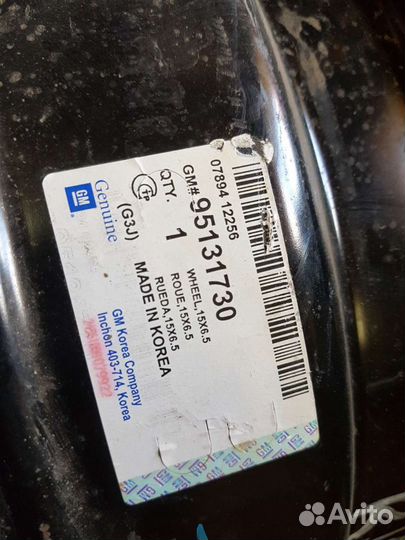 07894 12256
GM# 95131730
QTY. 1
WHEEL,15X6.5
ROUE,15X6.5
RUEDA,15X6.5
MADE IN KOREA
GM
Genuine
(G3J)
GM Korea Company
Inchon 403-714, Korea
Avito